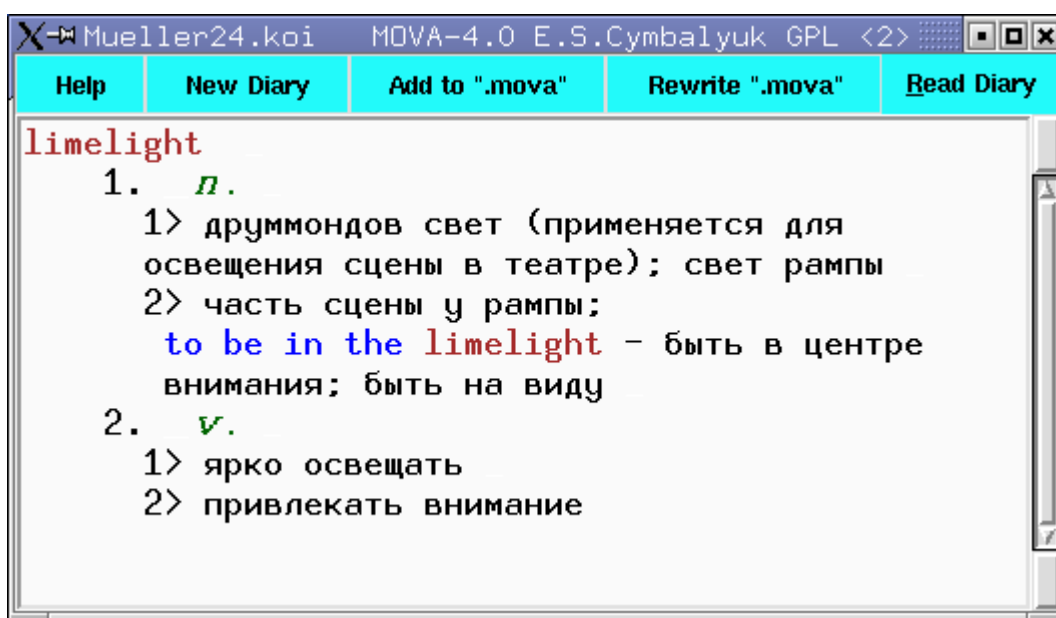 Mueller24.koi MOVA-4.0 E.S.Cymbalyuk GPL <2>
Help New Diary Add to ".mova" Rewrite ".mova" Read Diary
limelight
1. n.
1> друммондов свет (применяется для
освещения сцены в театре); свет рампы
2> часть сцены у рампы;
to be in the limelight - быть в центре
внимания; быть на виду
2. v.
1> ярко освещать
2> привлекать внимание